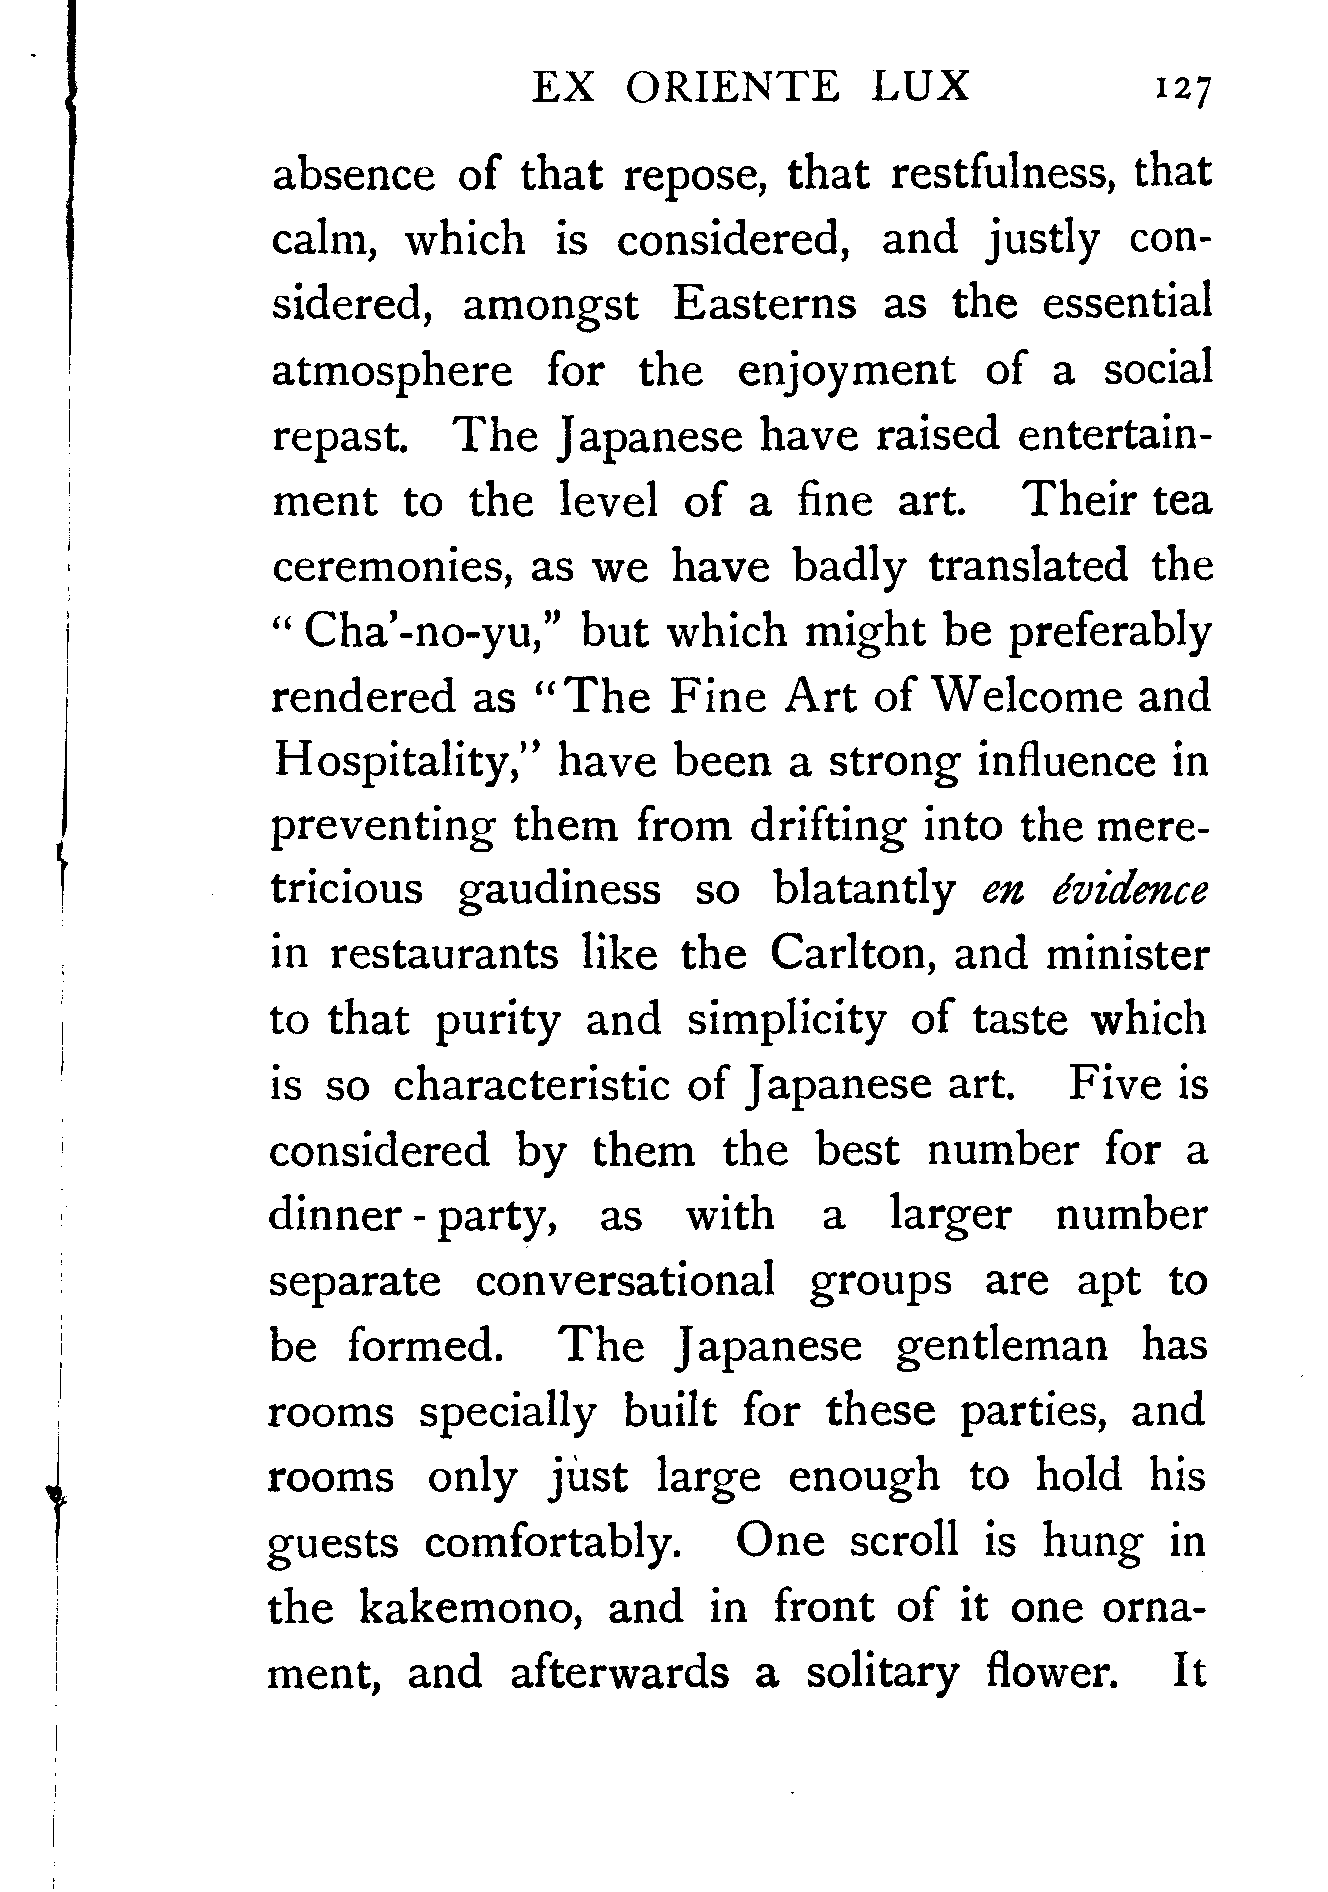 EX ORIENTE LUX 127
absence of that repose, that restfulness, that
calm, which is considered, and justly con-
sidered, amongst Easterns as the essential
atmosphere for the enjoyment of a social
repast. The Japanese have raised entertain-
ment to the level of a fine art. Their tea
ceremonies, as we have badly translated the
“ Cha’-no-yu,” but which might be preferably
rendered as “The Fine Art of Welcome and
Hospitality,” have been a strong influence in
preventing them from drifting into the mere-
tricious gaudiness so blatantly en évidence
in restaurants like the Carlton, and minister
to that purity and simplicity of taste which
is so characteristic of Japanese art. Five is
considered by them the best number for a
dinner - party, as with a larger number
separate conversational groups are apt to
be formed. The Japanese gentleman has
rooms specially built for these parties, and
rooms only just large enough to hold his
guests comfortably. One scroll is hung in
the kakemono, and in front of it one orna-
ment, and afterwards a solitary flower. It